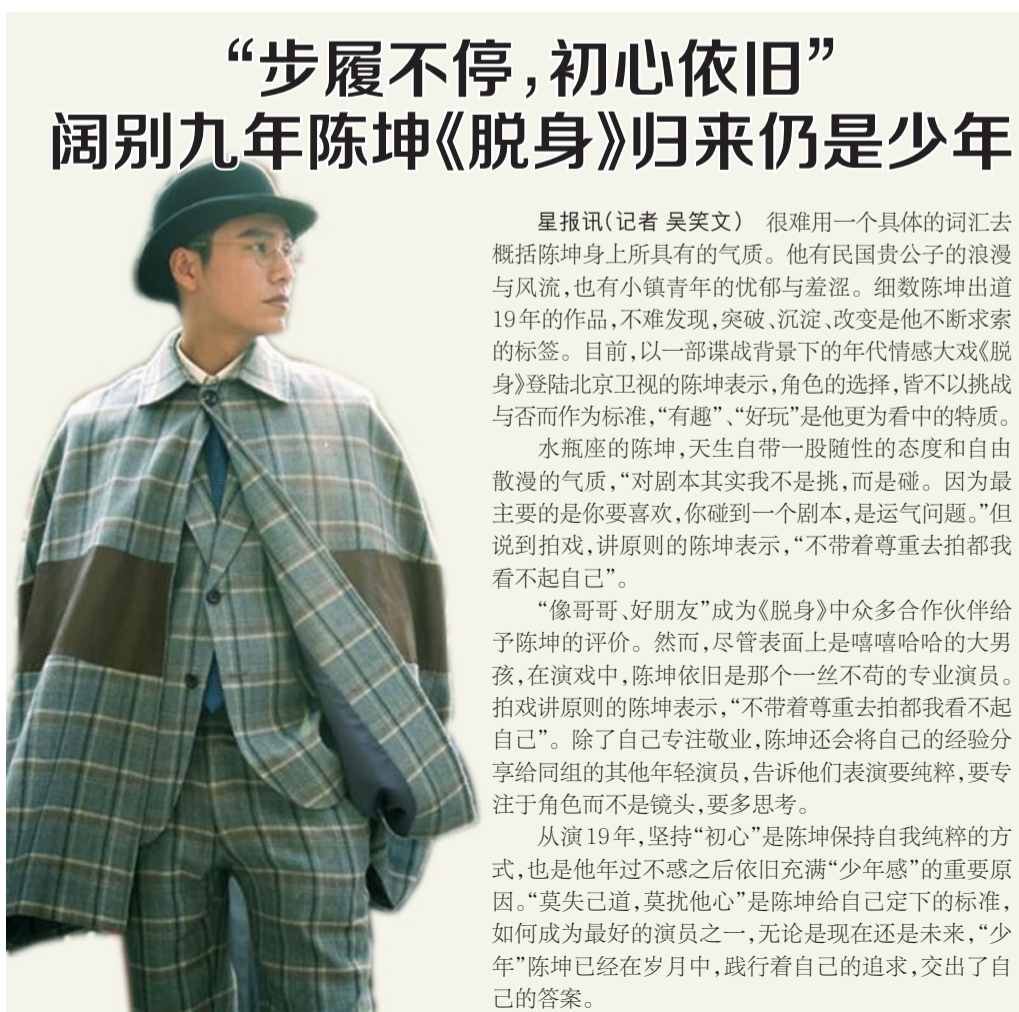 “步履不停,初心依旧”
阔别九年陈坤《脱身》归来仍是少年
星报讯(记者 吴笑文) 很难用一个具体的词汇去
概括陈坤身上所具有的气质。他有民国贵公子的浪漫
与风流,也有小镇青年的忧郁与羞涩。细数陈坤出道
19年的作品,不难发现,突破、沉淀、改变是他不断求索
的标签。目前,以一部谍战背景下的年代情感大戏《脱
身》登陆北京卫视的陈坤表示,角色的选择,皆不以挑战
与否而作为标准,“有趣”、“好玩”是他更为看中的特质。
水瓶座的陈坤,天生自带一股随性的态度和自由
散漫的气质,“对剧本其实我不是挑,而是碰。因为最
主要的是你要喜欢,你碰到一个剧本,是运气问题。”但
说到拍戏,讲原则的陈坤表示,“不带着尊重去拍都我
看不起自己”。
“像哥哥、好朋友”成为《脱身》中众多合作伙伴给
予陈坤的评价。然而,尽管表面上是嘻嘻哈哈的大男
孩,在演戏中,陈坤依旧是那个一丝不苟的专业演员。
拍戏讲原则的陈坤表示,“不带着尊重去拍都我看不起
自己”。除了自己专注敬业,陈坤还会将自己的经验分
享给同组的其他年轻演员,告诉他们表演要纯粹,要专
注于角色而不是镜头,要多思考。
从演19年,坚持“初心”是陈坤保持自我纯粹的方
式,也是他年过不惑之后依旧充满“少年感”的重要原
因。“莫失己道,莫扰他心”是陈坤给自己定下的标准,
如何成为最好的演员之一,无论是现在还是未来,“少
年”陈坤已经在岁月中,践行着自己的追求,交出了自
己的答案。